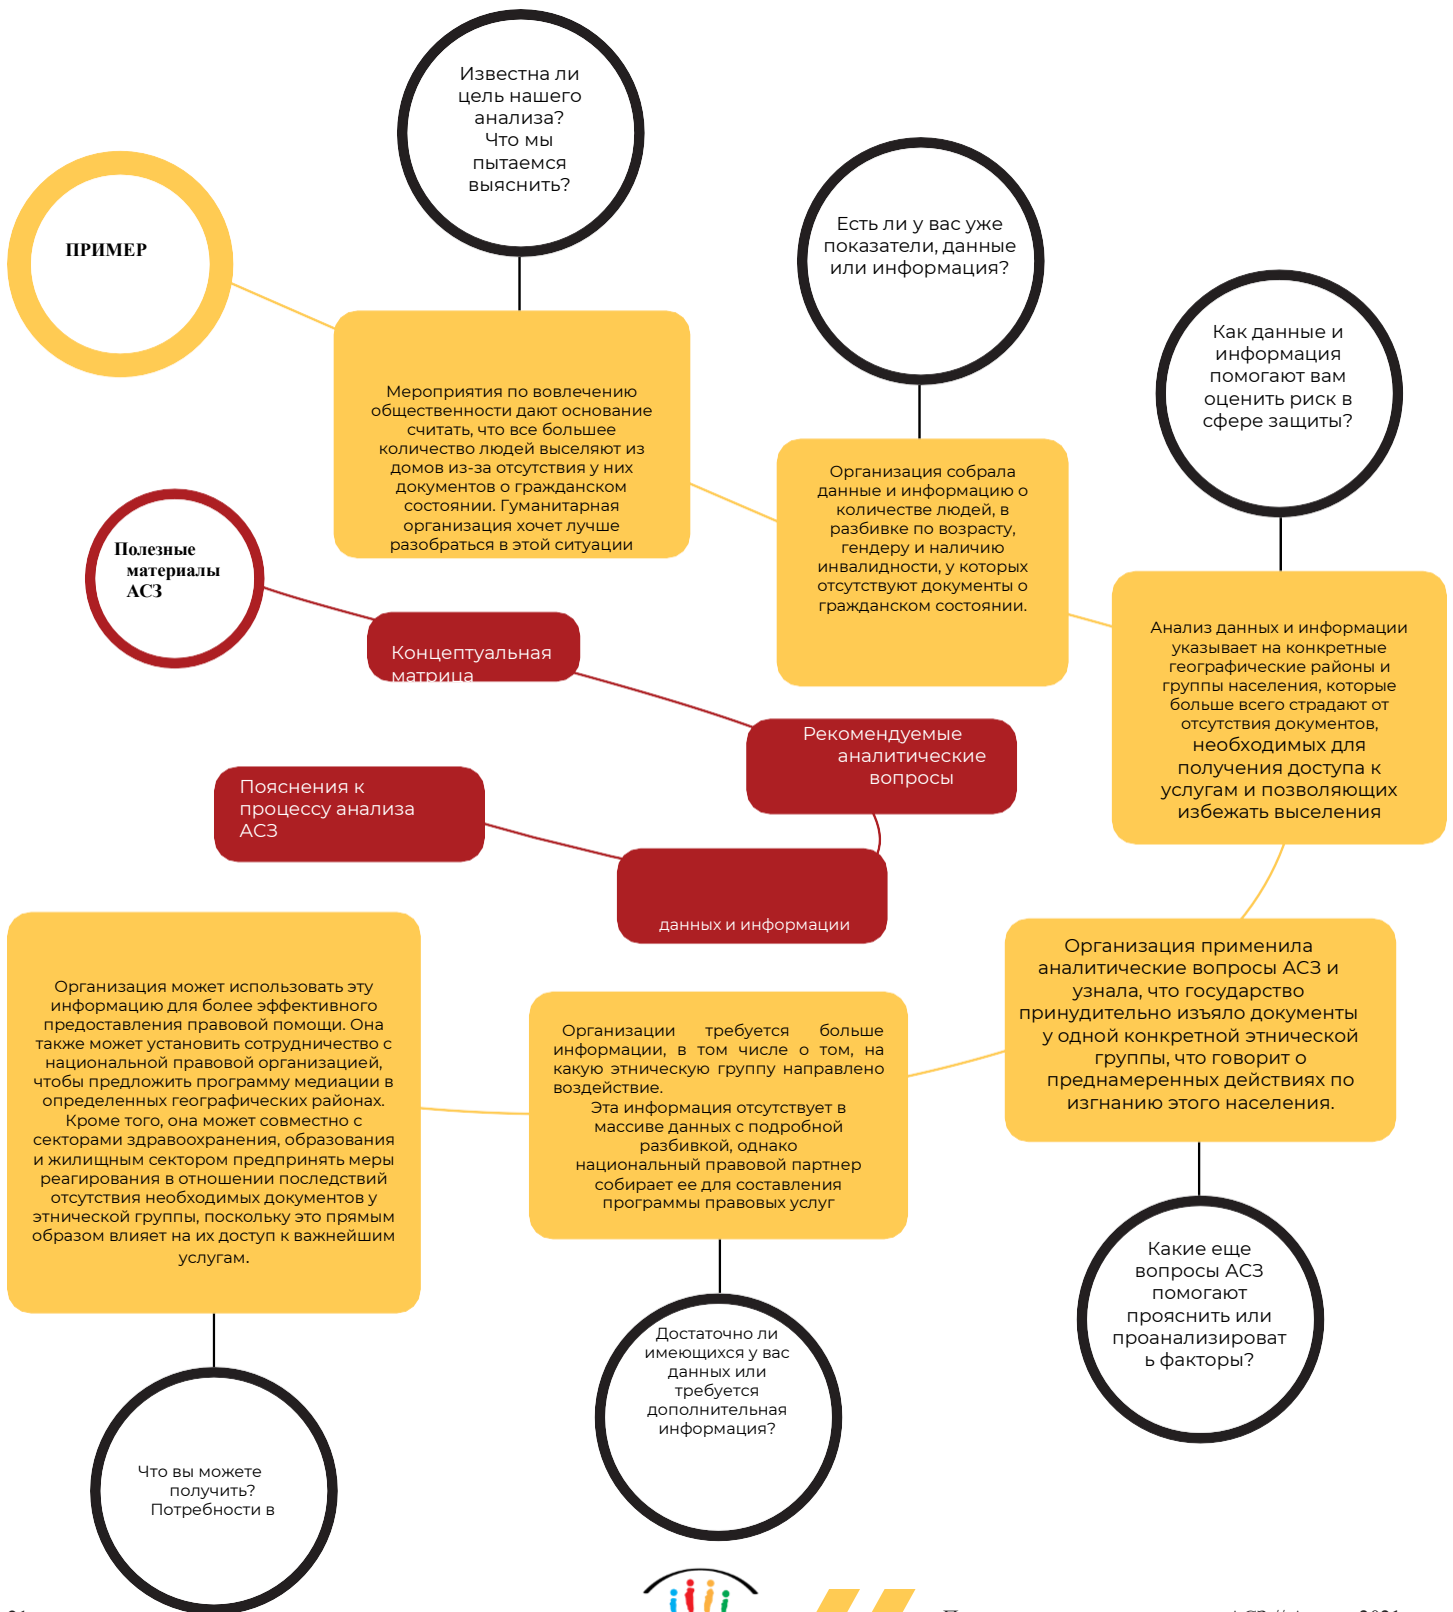 Известна ли
цель нашего
анализа?
Что мы
пытаемся
выяснить?
ПРИМЕР
Есть ли у вас уже
показатели, данные
или информация?
Как данные и
информация
помогают вам
оценить риск в
сфере защиты?
Мероприятия по вовлечению
общественности дают основание
считать, что все большее
количество людей выселяют из
домов из-за отсутствия у них
документов о гражданском
состоянии. Гуманитарная
организация хочет лучше
разобраться в этой ситуации
Организация собрала
данные и информацию о
количестве людей, в
разбивке по возрасту,
гендеру и наличию
инвалидности, у которых
отсутствуют документы о
гражданском состоянии.
Анализ данных и информации
указывает на конкретные
географические районы и
группы населения, которые
больше всего страдают от
отсутствия документов,
необходимых для
получения доступа к
услугам и позволяющих
избежать выселения
Полезные
материалы
АСЗ
Концептуальная
матрица
Рекомендуемые
аналитические
вопросы
Пояснения к
процессу анализа
АСЗ
данных и информации
Организация применила
аналитические вопросы АСЗ и
узнала, что государство
принудительно изъяло документы
у одной конкретной этнической
группы, что говорит о
преднамеренных действиях по
изгнанию этого населения.
Организации требуется больше
информации, в том числе о том, на
какую этническую группу направлено
воздействие.
Эта информация отсутствует в
массиве данных с подробной
разбивкой, однако
национальный правовой партнер
собирает ее для составления
программы правовых услуг
Организация может использовать эту
информацию для более эффективного
предоставления правовой помощи. Она
также может установить сотрудничество с
национальной правовой организацией,
чтобы предложить программу медиации в
определенных географических районах.
Кроме того, она может совместно с
секторами здравоохранения, образования
и жилищным сектором предпринять меры
реагирования в отношении последствий
отсутствия необходимых документов у
этнической группы, поскольку это прямым
образом влияет на их доступ к важнейшим
услугам.
Какие еще
вопросы АСЗ
помогают
прояснить или
проанализироват
ь факторы?
Достаточно ли
имеющихся у вас
данных или
требуется
дополнительная
информация?
Что вы можете
получить?
Потребности в